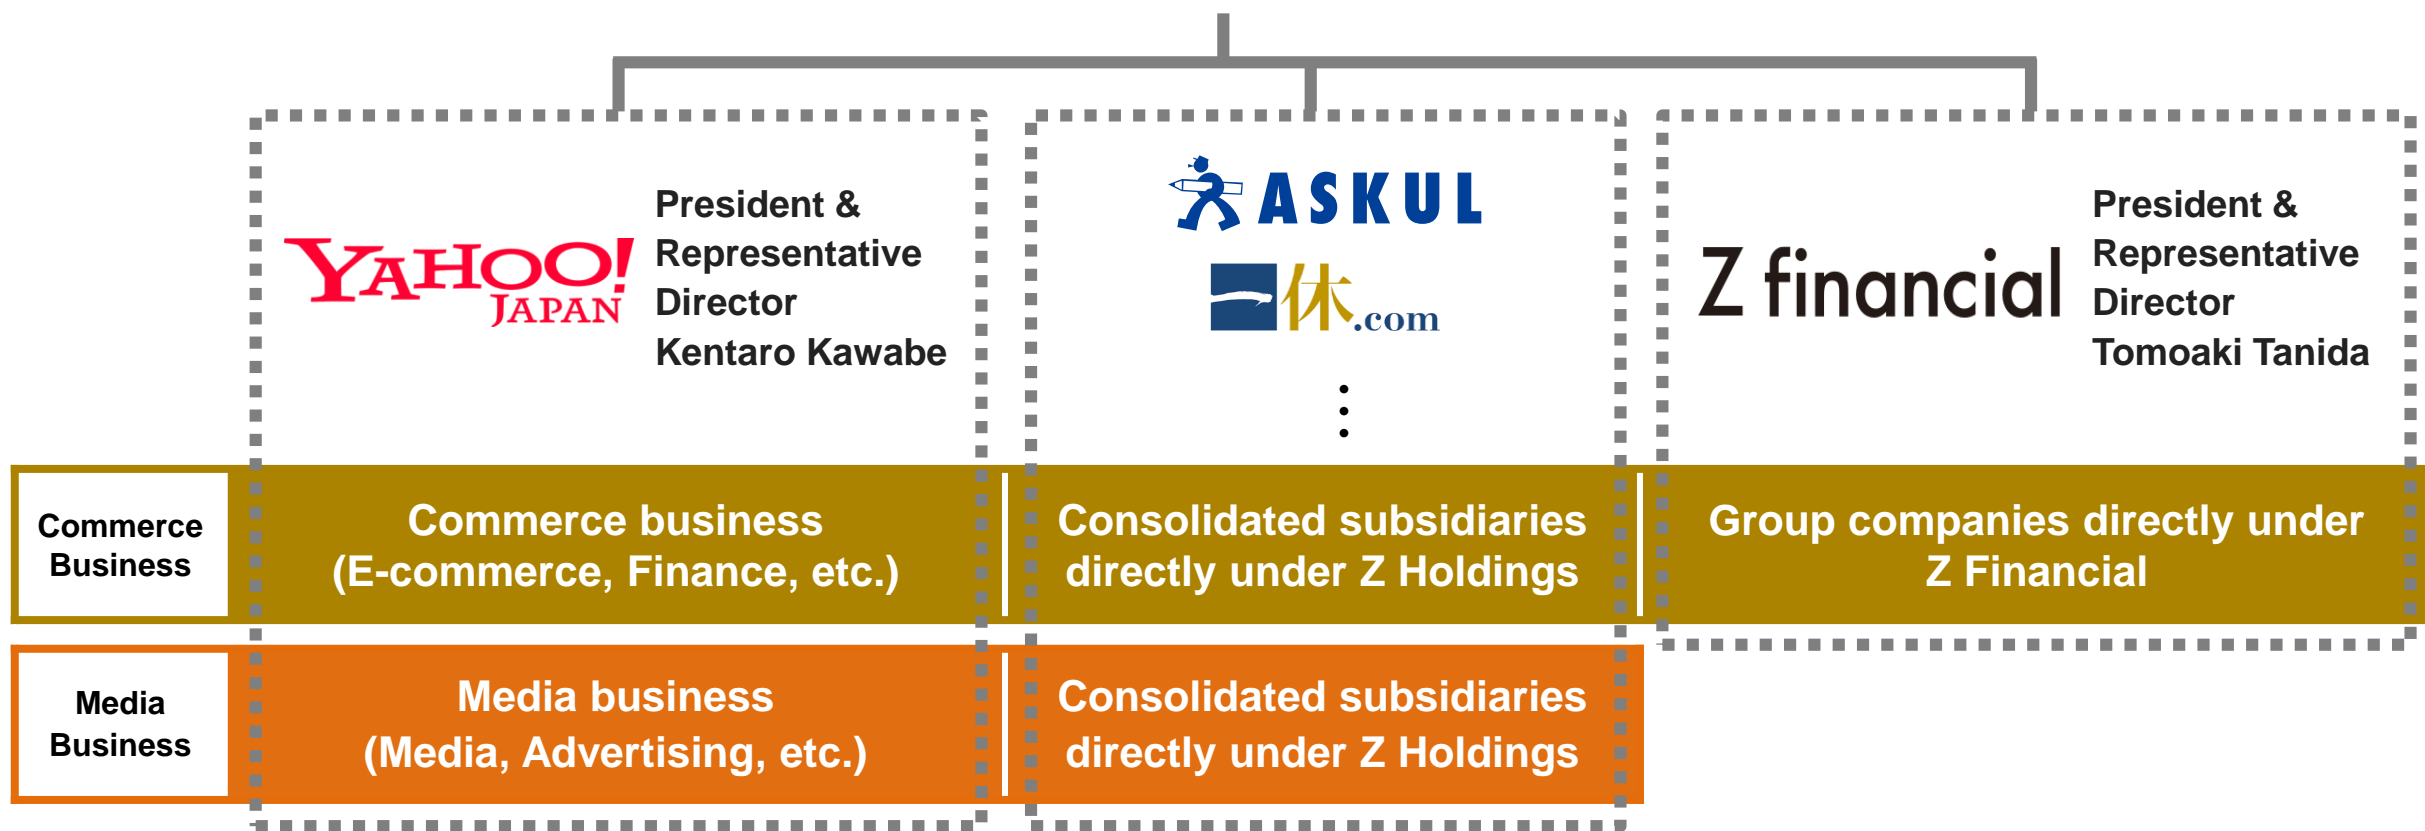 YAHOO!
JAPAN
President &
Representative
Director
Kentaro Kawabe
ASKUL
一休.com
Z financial
President &
Representative
Director
Tomoaki Tanida
Commerce
Business
Commerce business
(E-commerce, Finance, etc.)
Consolidated subsidiaries
directly under Z Holdings
Group companies directly under
Z Financial
Media
Business
Media business
(Media, Advertising, etc.)
Consolidated subsidiaries
directly under Z Holdings